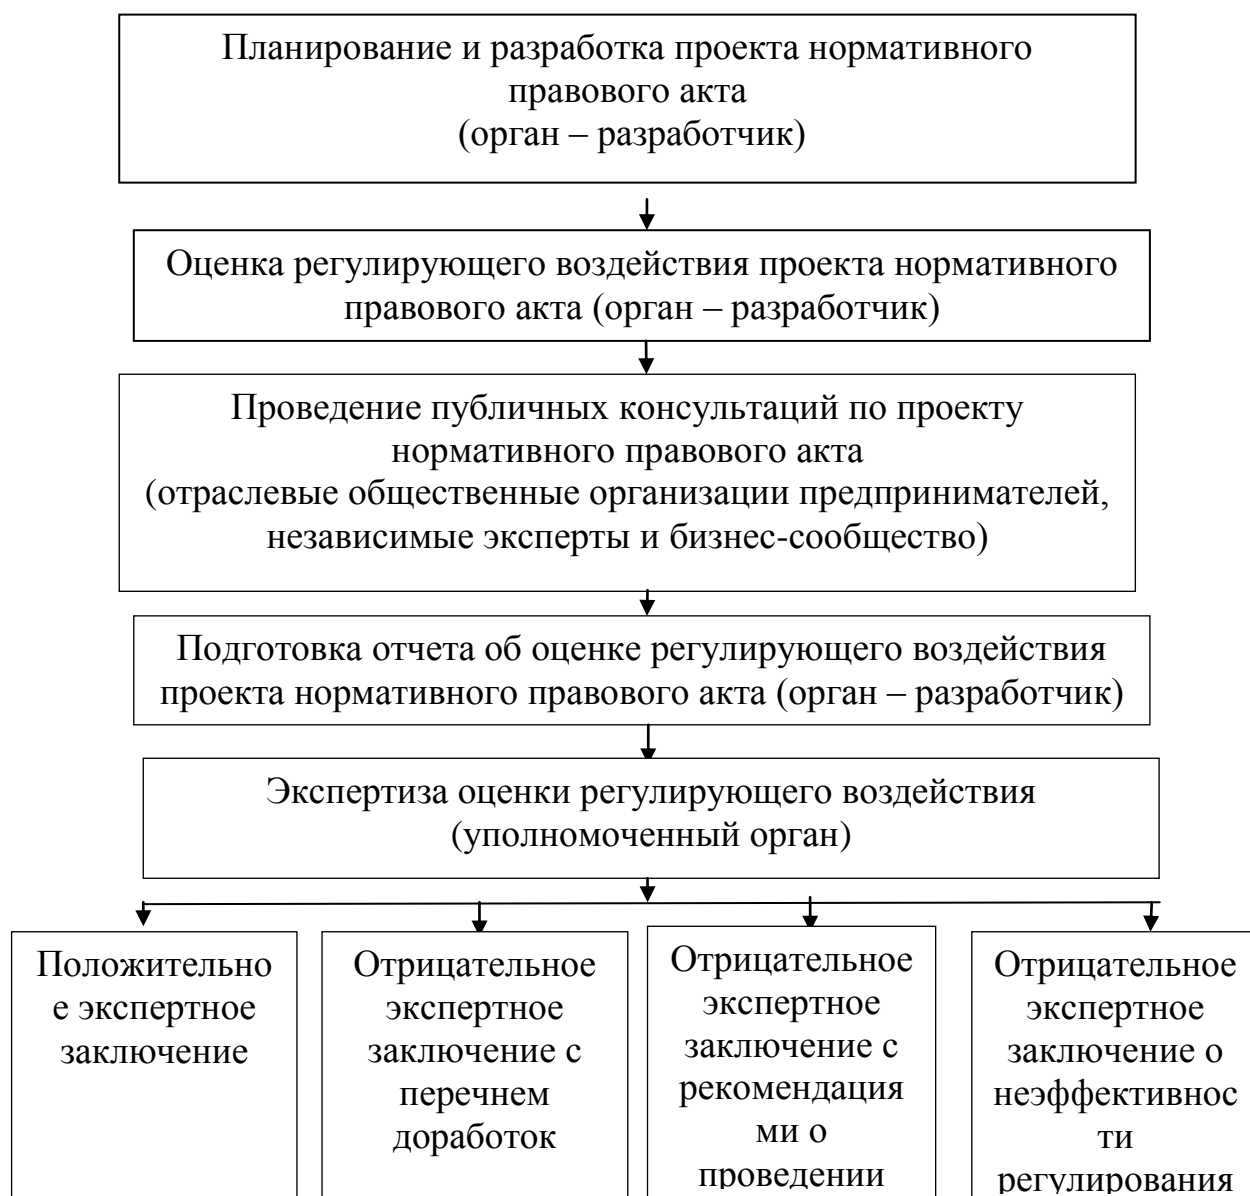 Планирование и разработка проекта нормативного
правового акта
(орган – разработчик)
Оценка регулирующего воздействия проекта нормативного
правового акта (орган – разработчик)
Проведение публичных консультаций по проекту
нормативного правового акта
(отраслевые общественные организации предпринимателей,
независимые эксперты и бизнес-сообщество)
Подготовка отчета об оценке регулирующего воздействия
проекта нормативного правового акта (орган – разработчик)
Экспертиза оценки регулирующего воздействия
(уполномоченный орган)
Положительно
е экспертное
заключение
Отрицательное
экспертное
заключение с
перечнем
доработок
Отрицательное
экспертное
заключение с
рекомендация
ми о
проведении
Отрицательное
экспертное
заключение о
неэффективнос
ти
регулирования